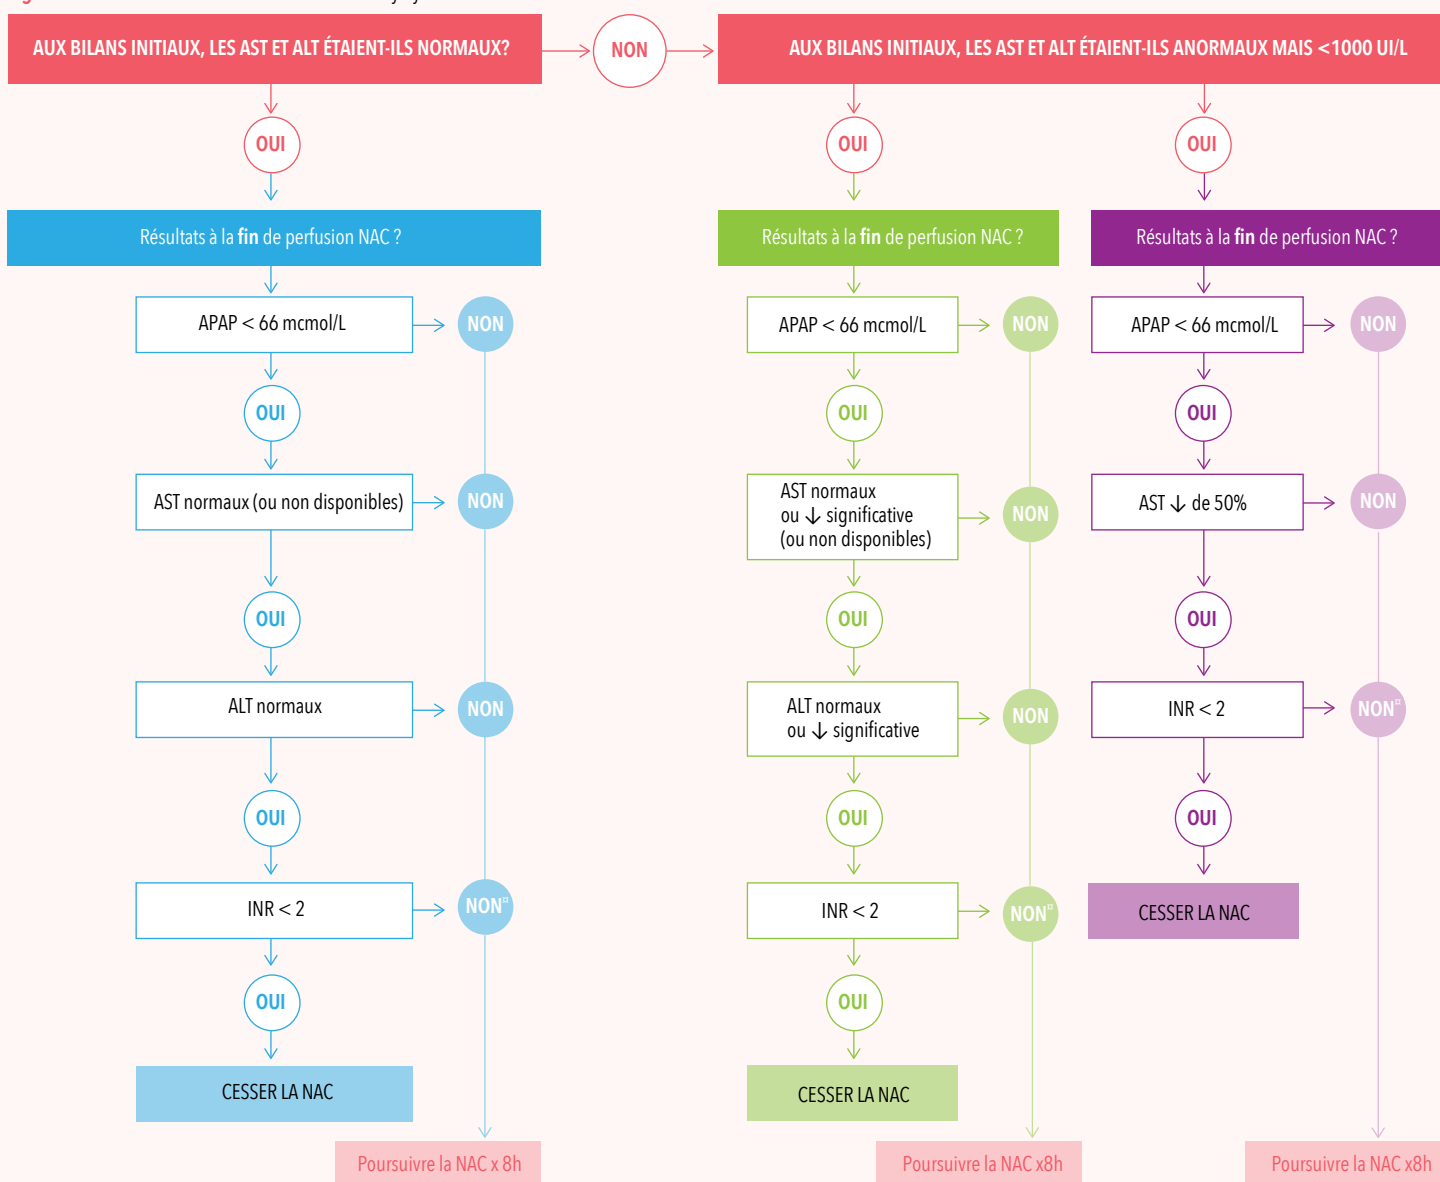 AUX BILANS INITIAUX, LES AST ET ALT ÉTAIENT-ILS NORMAUX?
NON
AUX BILANS INITIAUX, LES AST ET ALT ÉTAIENT-ILS ANORMAUX MAIS <1000 UI/L
OUI
OUI
OUI
Résultats à la fin de perfusion NAC ?
APAP < 66 mcmol/L
NON
OUI
AST normaux (ou non disponibles)
NON
OUI
ALT normaux
NON
OUI
INR < 2
NON¤
OUI
CESSER LA NAC
Poursuivre la NAC x 8h
Résultats à la fin de perfusion NAC ?
APAP < 66 mcmol/L
NON
OUI
AST normaux
ou ↓ significative
(ou non disponibles)
NON
OUI
ALT normaux
ou ↓ significative
NON
OUI
INR < 2
NON¤
OUI
CESSER LA NAC
Poursuivre la NAC x8h
Résultats à la fin de perfusion NAC ?
APAP < 66 mcmol/L
NON
OUI
AST ↓ de 50%
NON
OUI
INR < 2
NON¤
OUI
CESSER LA NAC
Poursuivre la NAC x8h